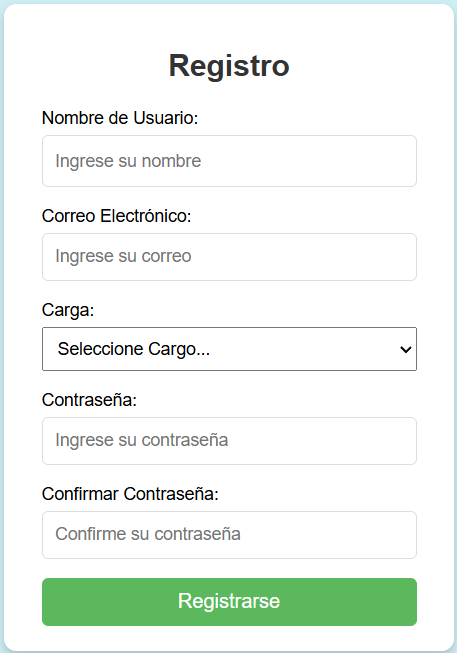 Registro
Nombre de Usuario:
Ingrese su nombre
Correo Electrónico:
Ingrese su correo
Carga:
Seleccione Cargo...
Contraseña:
Ingrese su contraseña
Confirmar Contraseña:
Confirme su contraseña
Registrarse